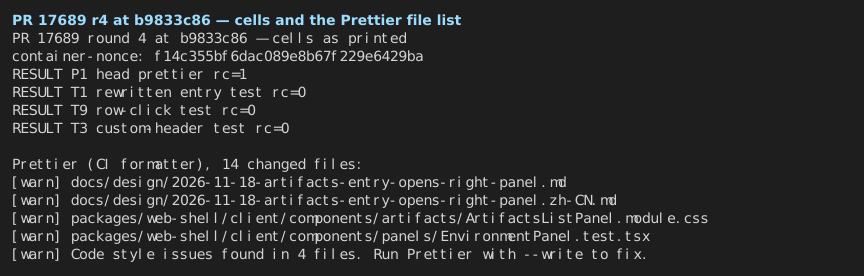 PR 17689 r4 at b9833c86 — cells and the Prettier file list
PR 17689 round 4 at b9833c86 — cells as printed
container-nonce: f14c355bf6dac089e8b67f229e6429ba
RESULT P1 head prettier rc=1
RESULT T1 rewritten entry test rc=0
RESULT T9 row-click test rc=0
RESULT T3 custom-header test rc=0
Prettier (CI formatter), 14 changed files:
[warn] docs/design/2026-11-18-artifacts-entry-opens-right-panel.md
[warn] docs/design/2026-11-18-artifacts-entry-opens-right-panel.zh-CN.md
[warn] packages/web-shell/client/components/artifacts/ArtifactsListPanel.module.css
[warn] packages/web-shell/client/components/panels/EnvironmentPanel.test.tsx
[warn] Code style issues found in 4 files. Run Prettier with --write to fix.